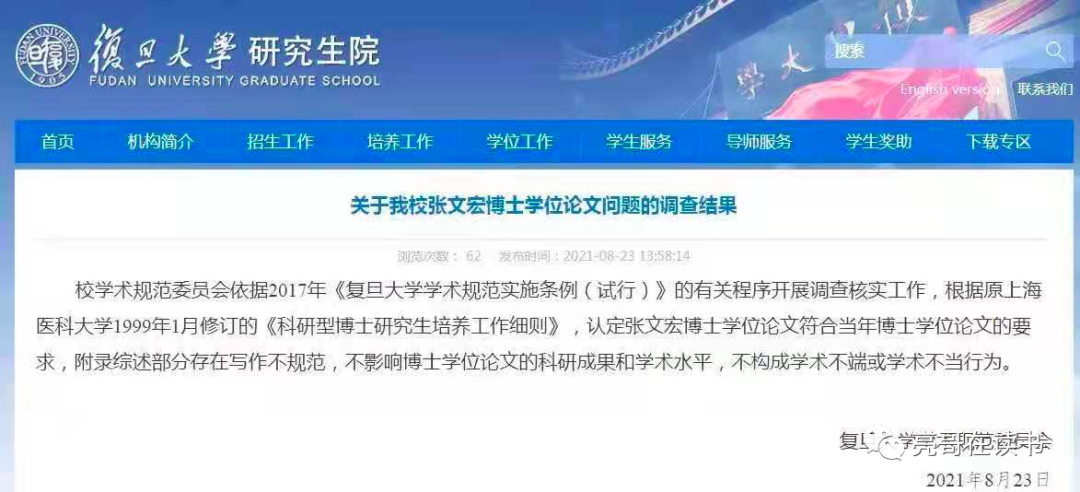 復旦大學 研究生院
FUDAN UNIVERSITY GRADUATE SCHOOL
1905
學大
搜索
English version
联系我们
首页 机构简介 招生工作 培养工作 学位工作 学生服务 导师服务 学生奖助 下载专区
关于我校张文宏博士学位论文问题的调查结果
浏览次数： 62 发布时间：2021-08-23 13:58:14
校学术规范委员会依据2017年《复旦大学学术规范实施条例（试行）》的有关程序开展调查核实工作，根据原上海
医科大学1999年1月修订的《科研型博士研究生培养工作细则》，认定张文宏博士学位论文符合当年博士学位论文的要
求，附录综述部分存在写作不规范，不影响博士学位论文的科研成果和学术水平，不构成学术不端或学术不当行为。
复旦 学学
亮哥在读书
2021年8月23日